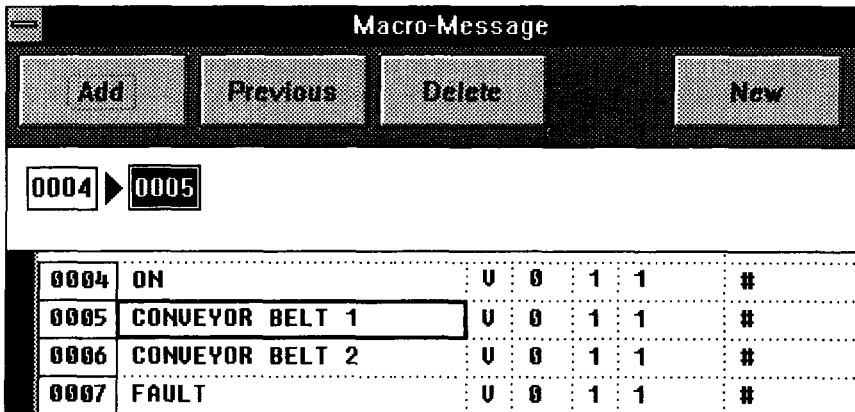 Macro-Message
Add Previous Delete New
0004 0005
0004 ON V 0 1 1 #
0005 CONVEYOR BELT 1 V 0 1 1 #
0006 CONVEYOR BELT 2 V 0 1 1 #
0007 FAULT V 0 1 1 #